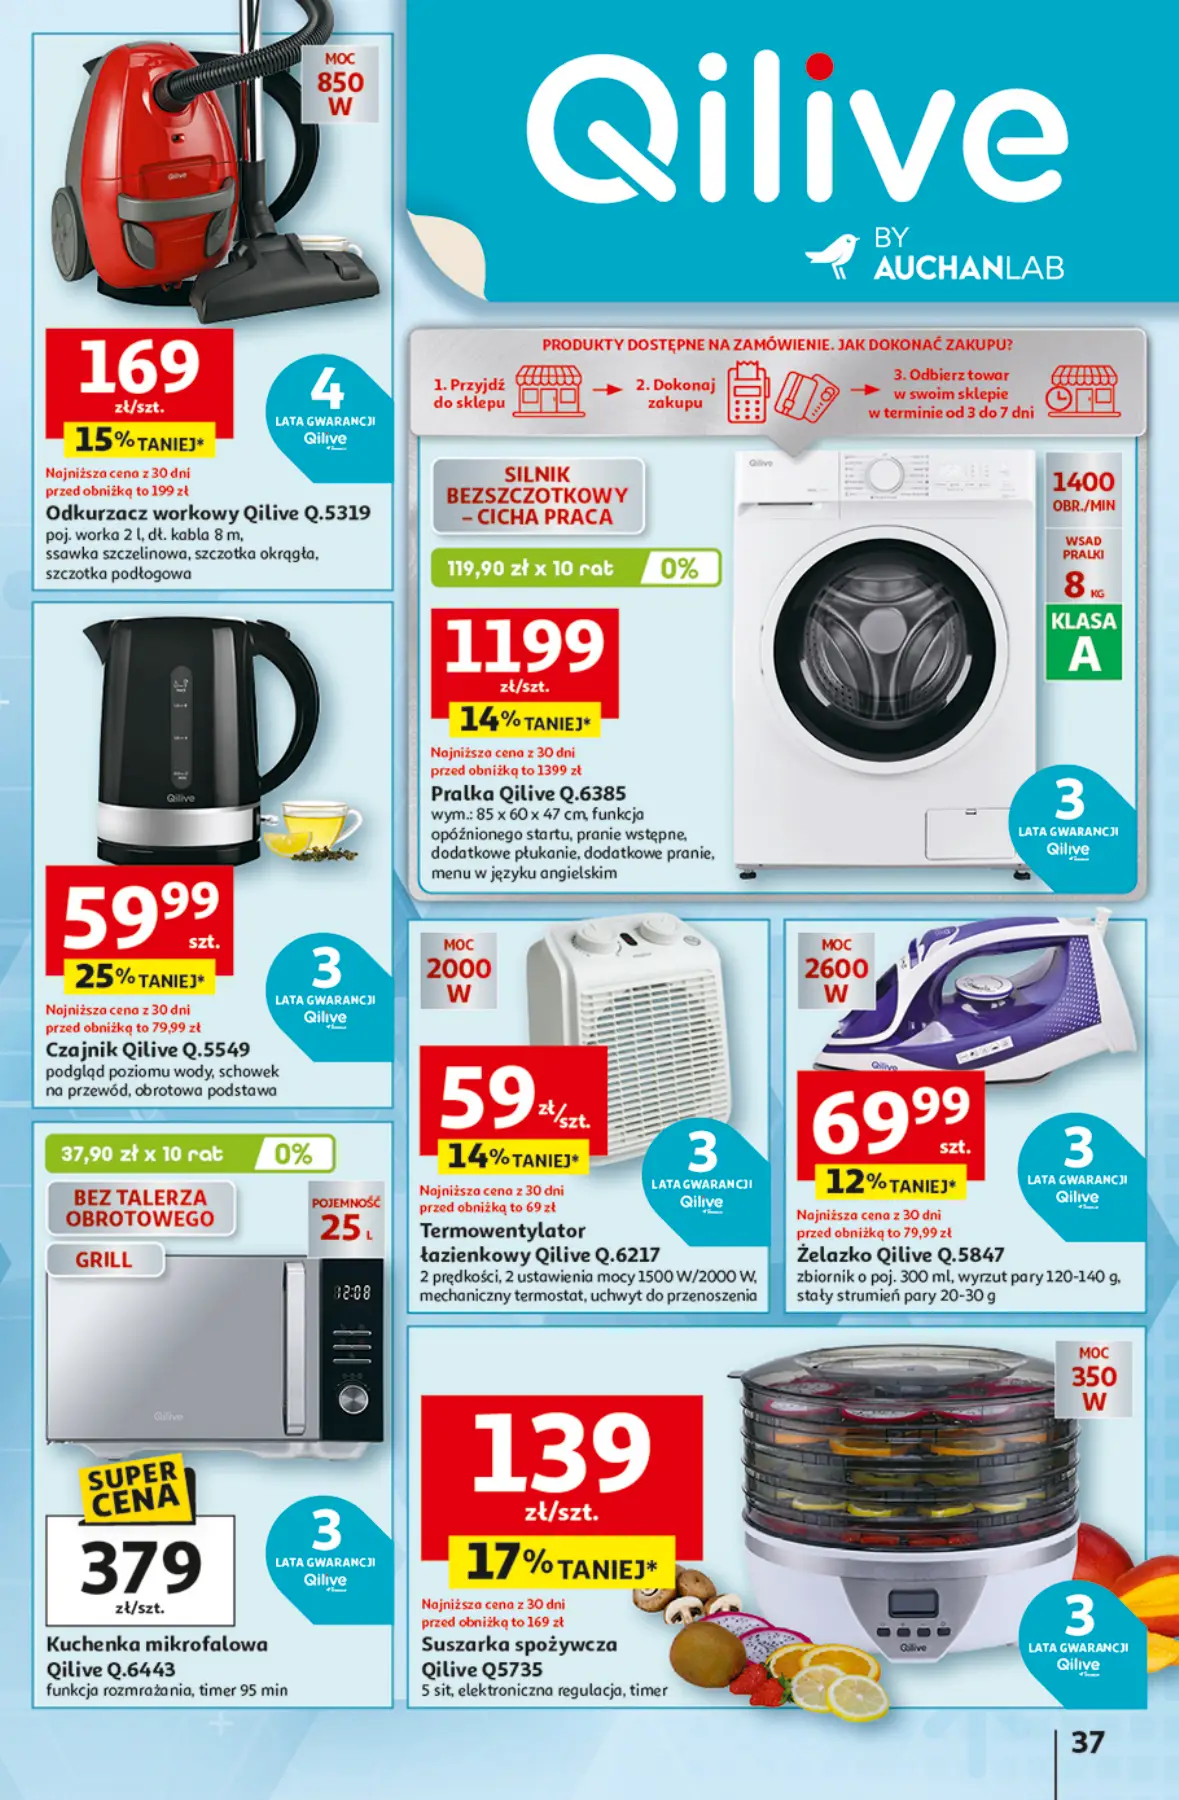 Qilive
BY
AUCHANLAB
MOC
850
W
Qilive
169
zł/szt.
15% TANIEJ*
4
LATA GWARANCJI
Qilive
Najniższa cena z 30 dni
przed obniżką to 199 zł
Odkurzacz workowy Qilive Q.5319
poj. worka 2 l, dł. kabla 8 m,
ssawka szczelinowa, szczotka okrągła,
szczotka podłogowa
PRODUKTY DOSTĘPNE NA ZAMÓWIENIE. JAK DOKONAĆ ZAKUPU?
1. Przyjdź
do sklepu
2. Dokonaj
zakupu
3. Odbierz towar
w swoim sklepie
w terminie od 3 do 7 dni
SILNIK
BEZSZCZOTKOWY
– CICHA PRACA
119,90 zł x 10 rat 0%
1199
zł/szt.
14% TANIEJ*
Najniższa cena z 30 dni
przed obniżką to 1399 zł
Pralka Qilive Q.6385
wym.: 85 x 60 x 47 cm, funkcja
opóźnionego startu, pranie wstępne,
dodatkowe płukanie, dodatkowe pranie,
menu w języku angielskim
Qilive
1400
OBR./MIN
WSAD
PRALKI
8 KG
KLASA
A
3
LATA GWARANCJI
Qilive
Qilive
5999
szt.
25% TANIEJ*
3
LATA GWARANCJI
Qilive
Najniższa cena z 30 dni
przed obniżką to 79,99 zł
Czajnik Qilive Q.5549
podgląd poziomu wody, schowek
na przewód, obrotowa podstawa
MOC
2000
W
59 zł/szt.
14% TANIEJ*
3
LATA GWARANCJI
Qilive
Najniższa cena z 30 dni
przed obniżką to 69 zł
Termowentylator
łazienkowy Qilive Q.6217
2 prędkości, 2 ustawienia mocy 1500 W/2000 W,
mechaniczny termostat, uchwyt do przenoszenia
MOC
2600
W
Qilive
6999
szt.
12% TANIEJ*
3
LATA GWARANCJI
Qilive
Najniższa cena z 30 dni
przed obniżką to 79,99 zł
Żelazko Qilive Q.5847
zbiornik o poj. 300 ml, wyrzut pary 120-140 g,
stały strumień pary 20-30 g
37,90 zł x 10 rat 0%
BEZ TALERZA
OBROTOWEGO
GRILL
POJEMNOŚĆ
25 L
12:08
Qilive
SUPER
CENA
379
zł/szt.
3
LATA GWARANCJI
Qilive
Kuchenka mikrofalowa
Qilive Q.6443
funkcja rozmrażania, timer 95 min
MOC
350
W
139
zł/szt.
17% TANIEJ*
Najniższa cena z 30 dni
przed obniżką to 169 zł
Suszarka spożywcza
Qilive Q5735
5 sit, elektroniczna regulacja, timer
Qilive
3
LATA GWARANCJI
Qilive
37